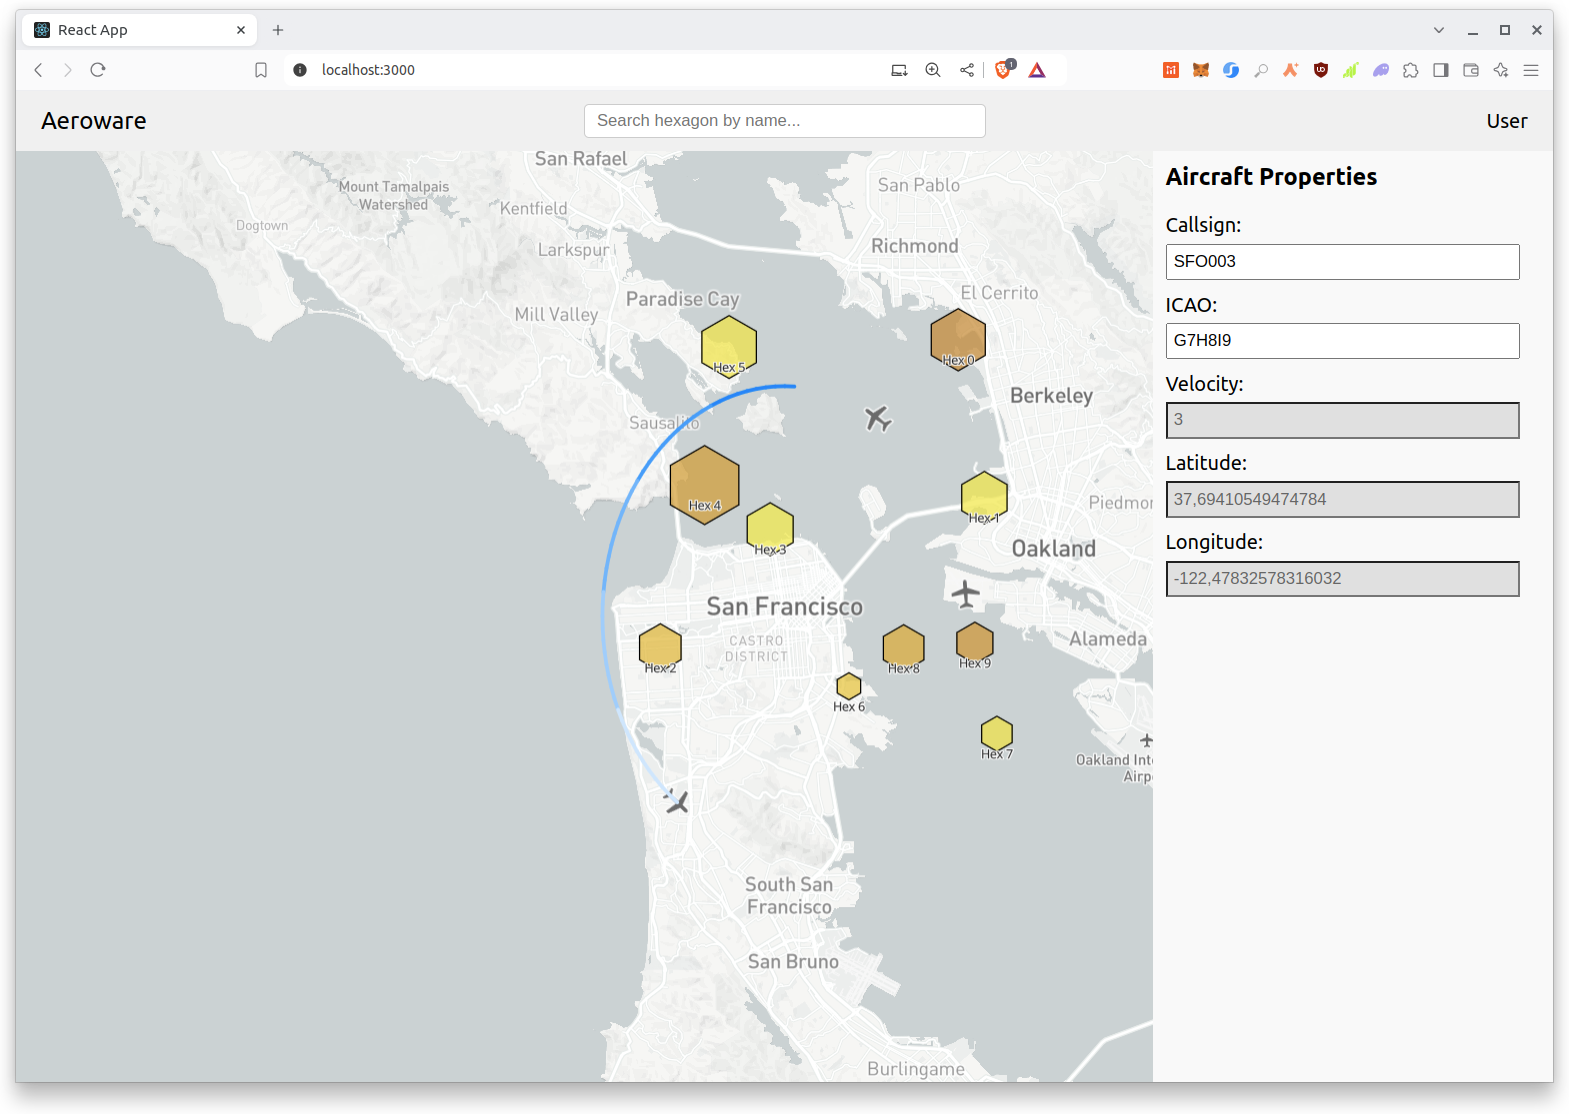 React App
localhost:3000
1
Aeroware
Search hexagon by name...
User
San Rafael
Mount Tamalpais
Watershed
San Pablo
Kentfield
Dogtown
Larkspur
Richmond
El Cerrito
Paradise Cay
Mill Valley
Hex 5
Hex 0
Berkeley
Sausalito
Hex 4
Hex 1
Piedmon
Hex 3
Oakland
San Francisco
CASTRO
DISTRICT
Alameda
Hex 2
Hex 8
Hex 9
Hex 6
Hex 7
Oakland Int
Airp
South San
Francisco
San Bruno
Burlingame
Aircraft Properties
Callsign:
SFO003
ICAO:
G7H8I9
Velocity:
3
Latitude:
37,69410549474784
Longitude:
-122,47832578316032